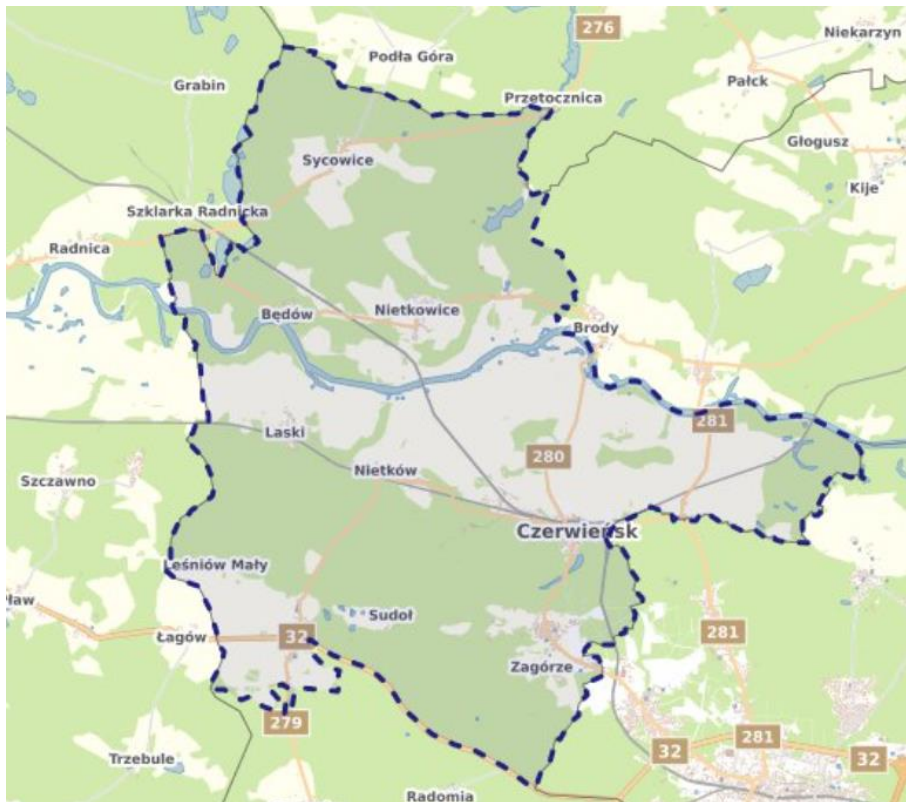 276
Niekarzyn
Podła Góra
Pałck
Grabin
Przetocznica
Głogusz
Sycowice
Kije
Szklarka Radnicka
Radnica
Będów
Nietkowice
Brody
281
Laski
280
Nietków
Szczawno
Czerwieńsk
Leśniów Mały
ław
Sudoł
Łagów
32
281
Zagórze
279
281
32
32
Trzebule
Radomia